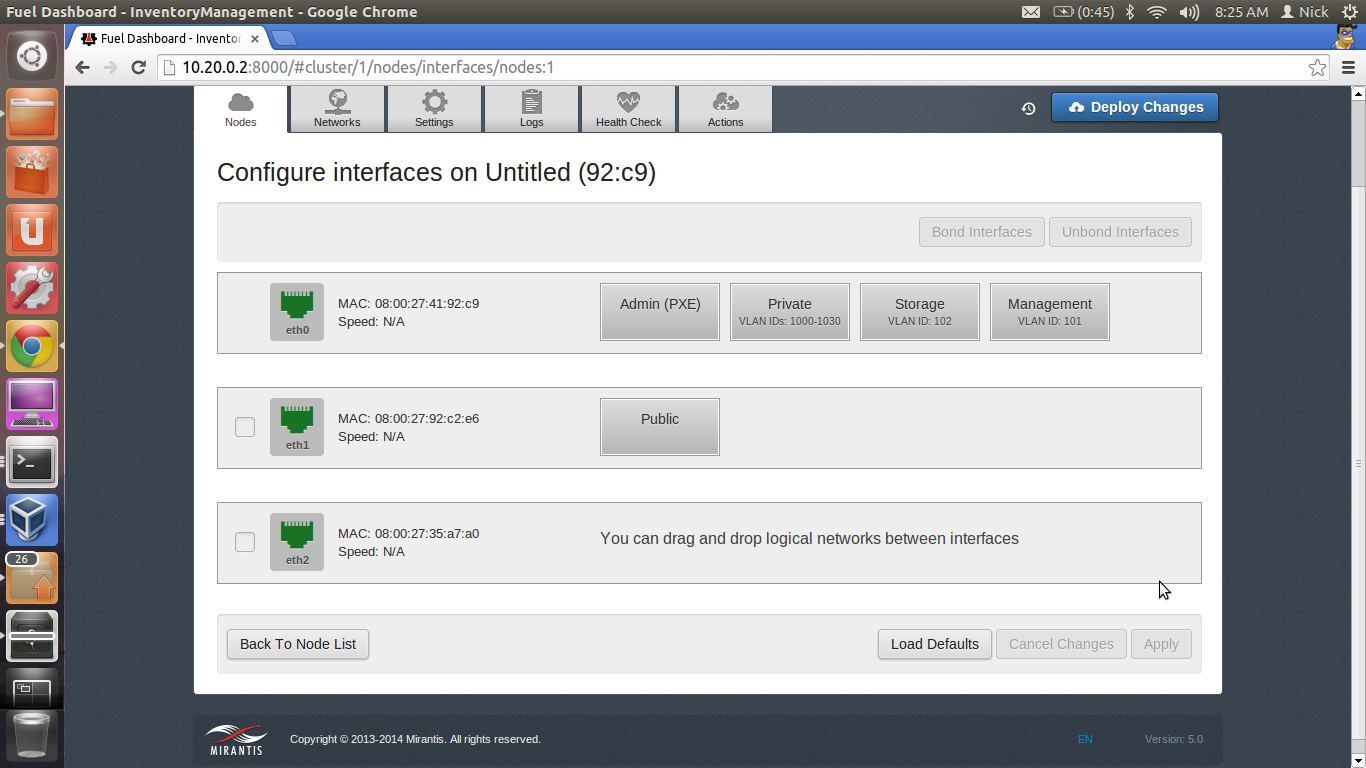 Fuel Dashboard - InventoryManagement - Google Chrome
(0:45)
8:25 AM
Nick
Fuel Dashboard - Inventor
10.20.0.2:8000/#cluster/1/nodes/interfaces/nodes:1
Nodes
Networks
Settings
Logs
Health Check
Actions
Deploy Changes
Configure interfaces on Untitled (92:c9)
Bond Interfaces
Unbond Interfaces
eth0
MAC: 08:00:27:41:92:c9
Speed: N/A
Admin (PXE)
Private
VLAN IDs: 1000-1030
Storage
VLAN ID: 102
Management
VLAN ID: 101
eth1
MAC: 08:00:27:92:c2:e6
Speed: N/A
Public
eth2
MAC: 08:00:27:35:a7:a0
Speed: N/A
You can drag and drop logical networks between interfaces
26
Back To Node List
Load Defaults
Cancel Changes
Apply
MIRANTIS
Copyright © 2013-2014 Mirantis. All rights reserved.
EN
Version: 5.0